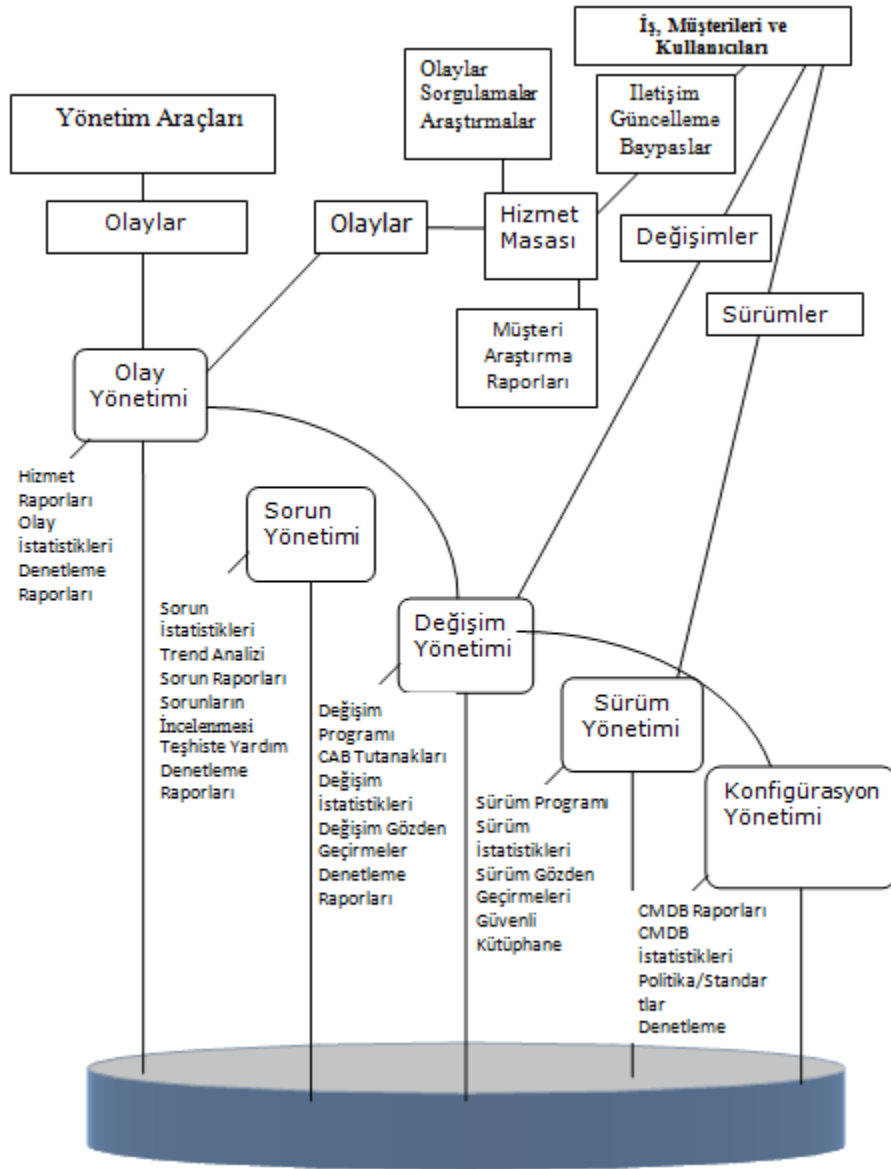 İş, Müşterileri ve
Kullanıcıları
Olaylar
Sorgulamalar
Araştırmalar
Iletişim
Güncelleme
Baypaslar
Yönetim Araçları
Olaylar
Olaylar
Hizmet
Masası
Değişimler
Sürümler
Müşteri
Araştırma
Raporları
Olay
Yönetimi
Hizmet
Raporları
Olay
İstatistikleri
Denetleme
Raporları
Sorun
Yönetimi
Sorun
İstatistikleri
Trend Analizi
Sorun Raporları
Sorunların
İncelenmesi
Teşhiste Yardım
Denetleme
Raporları
Değişim
Yönetimi
Değişim
Programı
CAB Tutanakları
Değişim
İstatistikleri
Değişim Gözden
Geçirmeler
Denetleme
Raporları
Sürüm
Yönetimi
Sürüm Programı
Sürüm
İstatistikleri
Sürüm Gözden
Geçirmeleri
Güvenli
Kütüphane
Konfigürasyon
Yönetimi
CMDB Raporları
CMDB
İstatistikleri
Politika/Standar
tlar
Denetleme